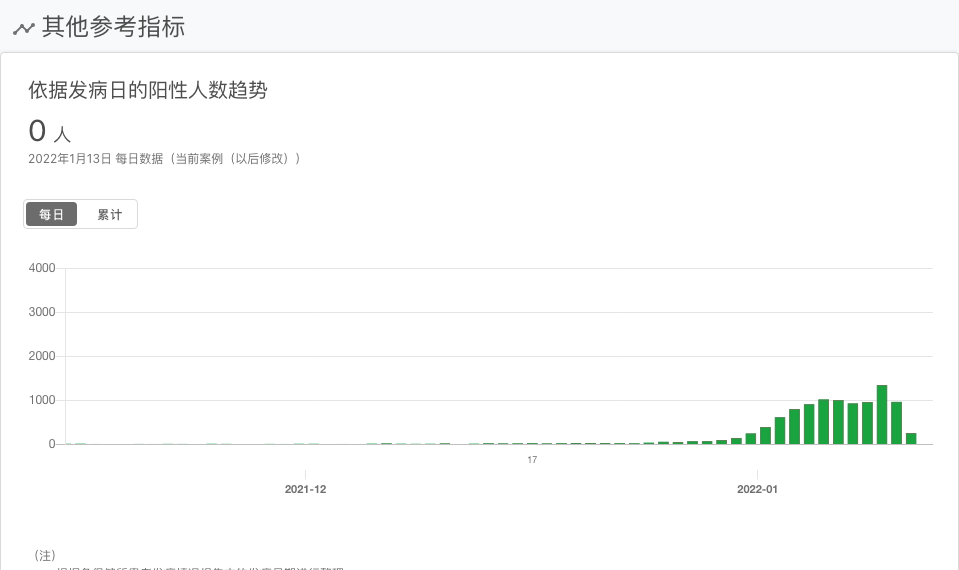 其他参考指标
依据发病日的阳性人数趋势
0 人
2022年1月13日 每日数据（当前案例（以后修改））
每日 累计
4000
3000
2000
1000
0
17
2021-12 2022-01
（注）